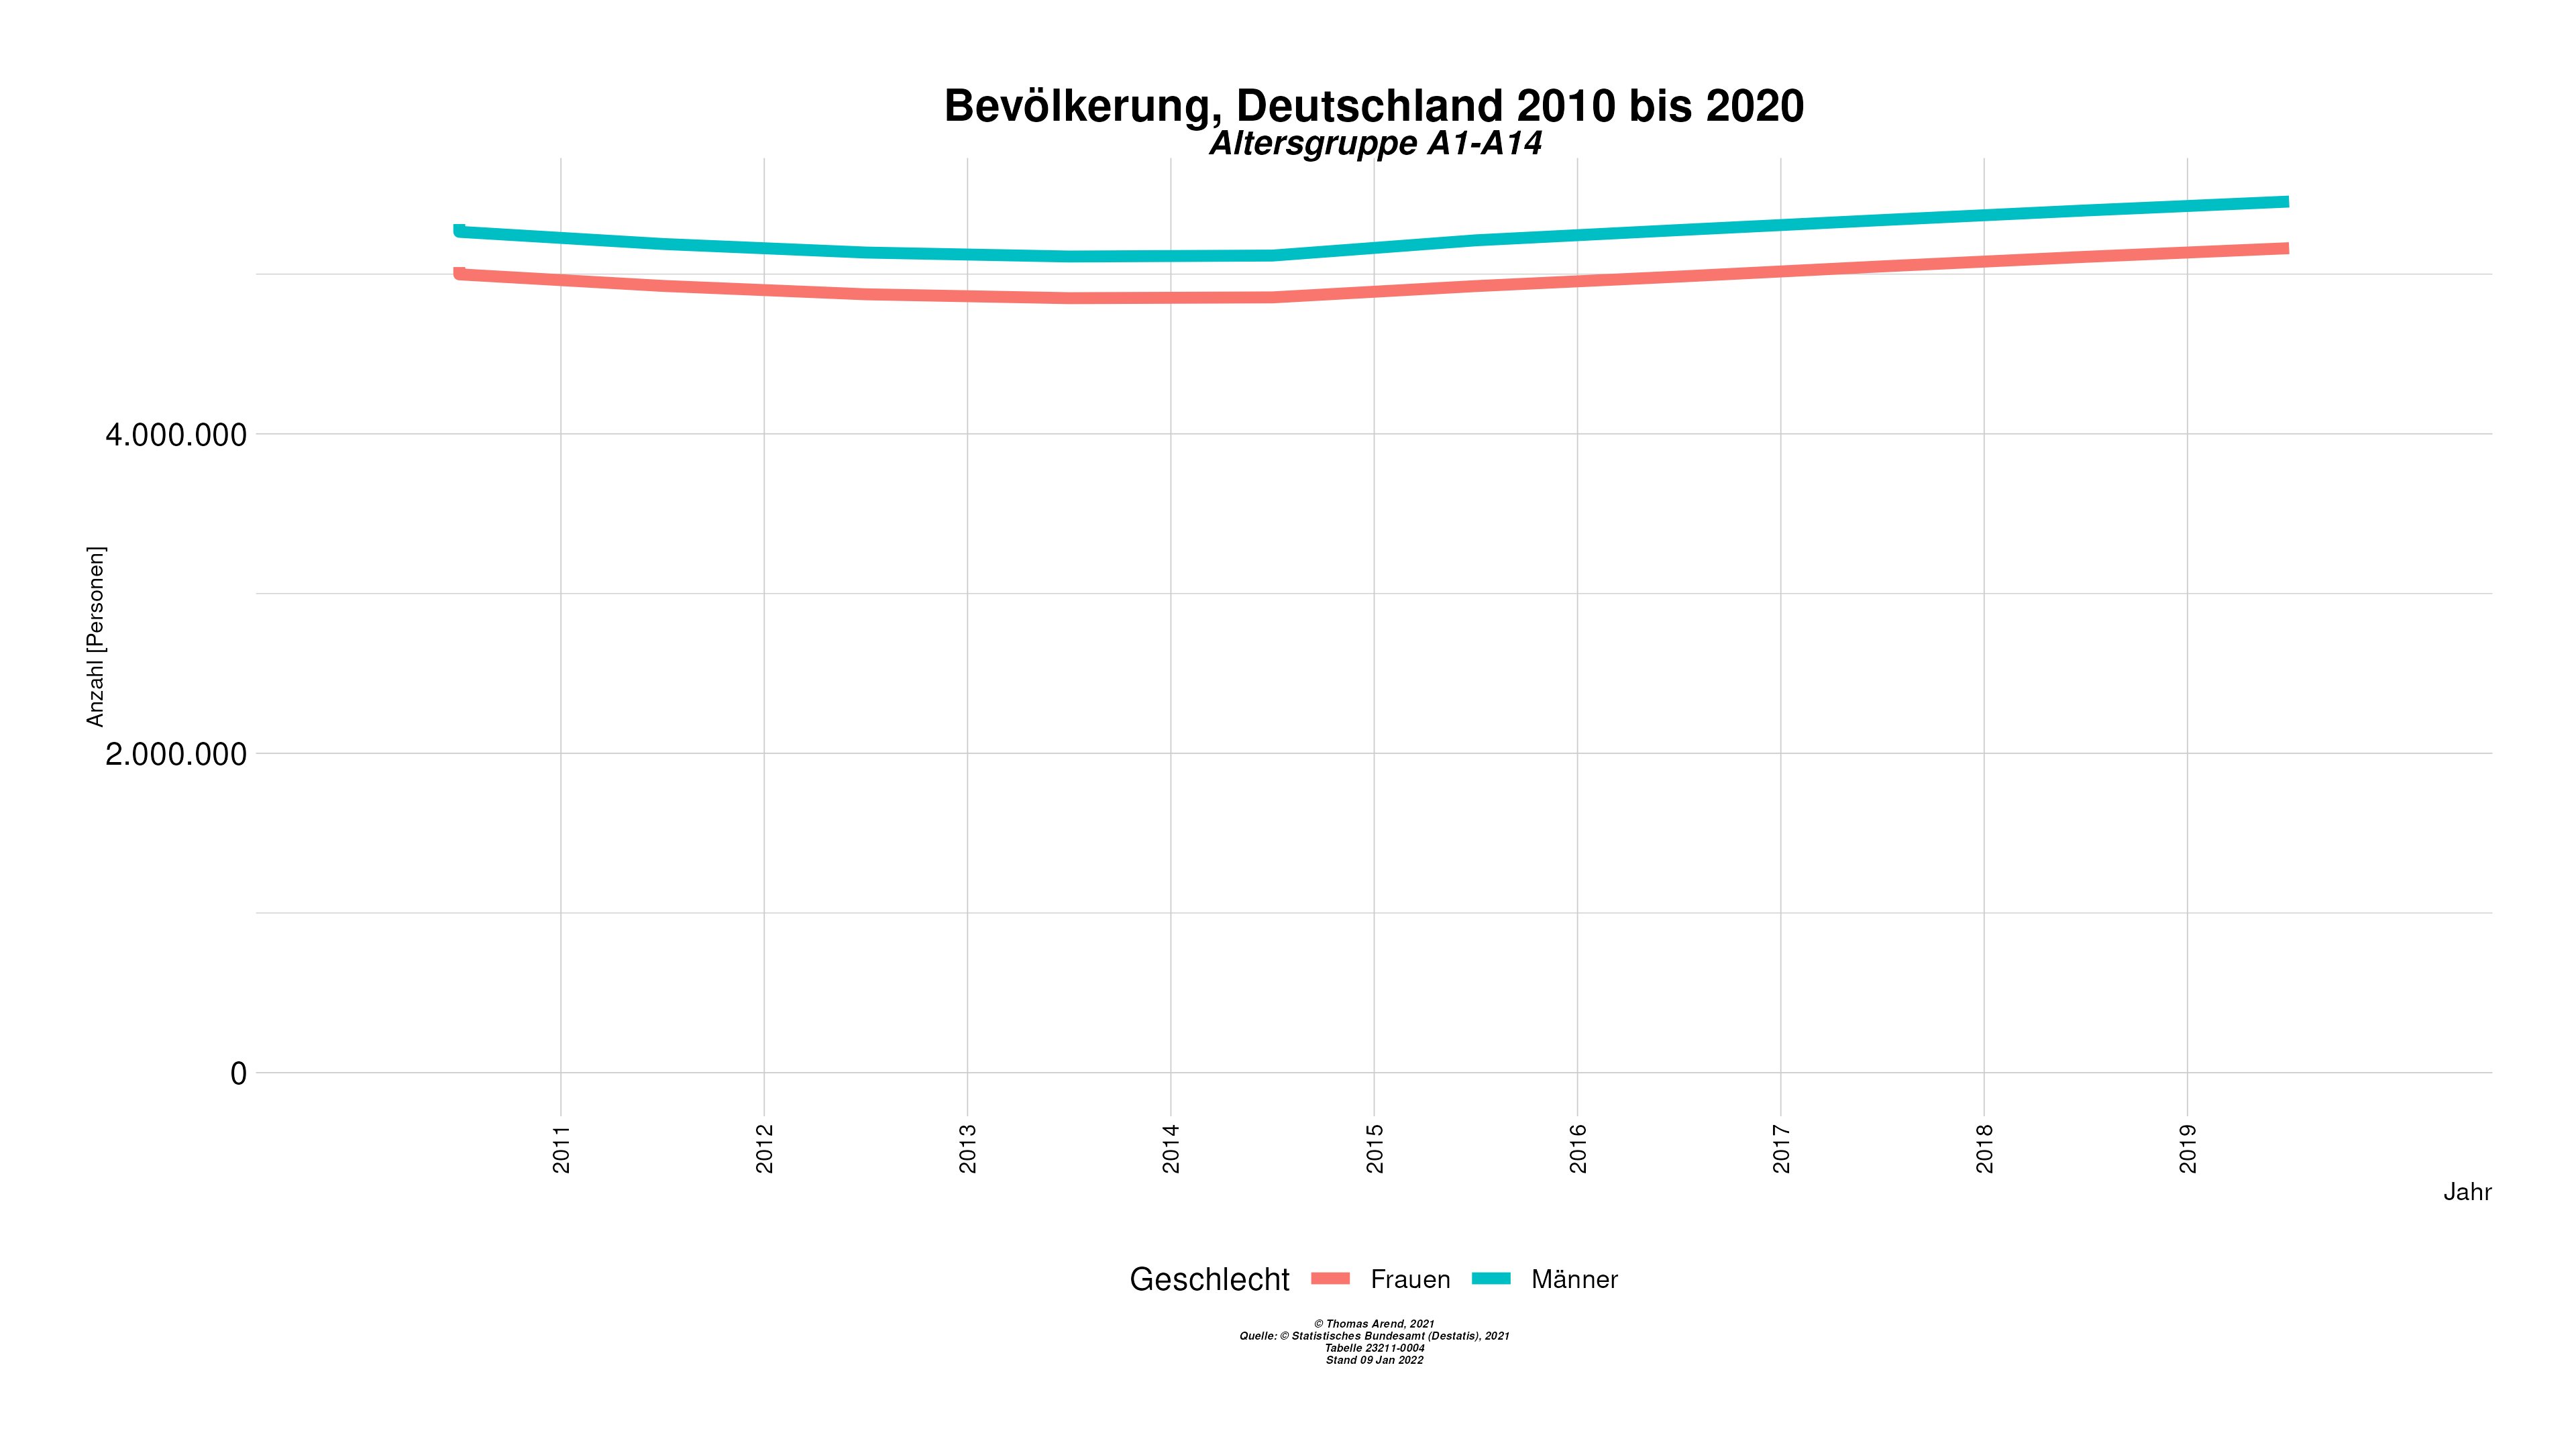 Bevölkerung, Deutschland 2010 bis 2020
Altersgruppe A1-A14
Anzahl [Personen]
4.000.000
2.000.000
0
2011
2012
2013
2014
2015
2016
2017
2018
2019
Jahr
Geschlecht Frauen Männer
© Thomas Arend, 2021
Quelle: © Statistisches Bundesamt (Destatis), 2021
Tabelle 23211-0004
Stand 09 Jan 2022